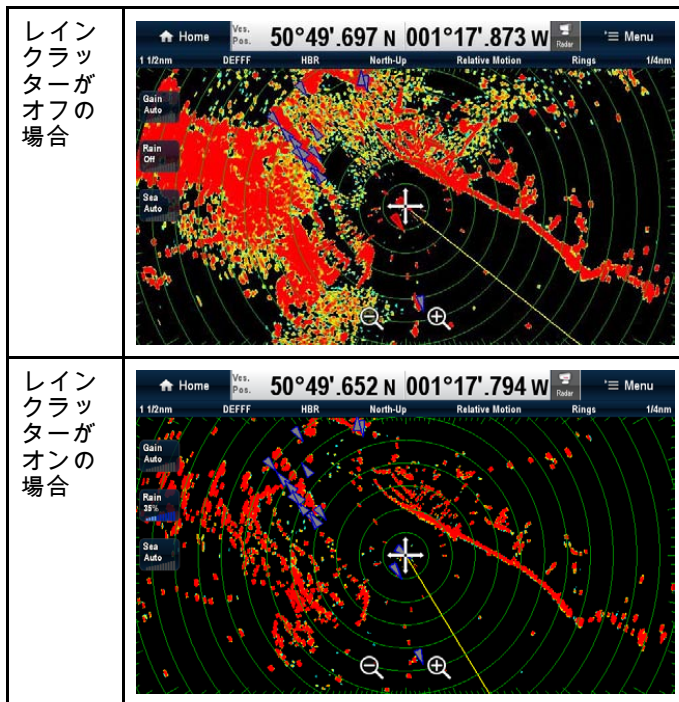 レイン
クラッ
ターが
オフの
場合
Home Ves. Pos. 50°49'.697 N 001°17'.873 W Radar Menu
1 1/2nm DEFFF HBR North-Up Relative Motion Rings 1/4nm
Gain
Auto
Rain
Off
Sea
Auto
レイン
クラッ
ターが
オンの
場合
Home Ves. Pos. 50°49'.652 N 001°17'.794 W Radar Menu
1 1/2nm DEFFF HBR North-Up Relative Motion Rings 1/4nm
Gain
Auto
Rain
25%
Sea
Auto